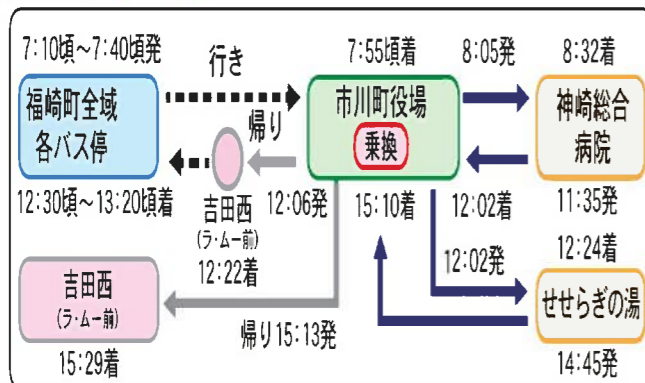 7:10頃～7:40頃発
行き
7:55頃着
8:05発
8:32着
福崎町全域
各バス停
市川町役場
乗換
神崎総合
病院
帰り
12:30頃～13:20頃着
吉田西
(ラ・ムー前)
12:22着
12:06発
15:10着
12:02着
11:35発
12:24着
12:02発
せせらぎの湯
14:45発
吉田西
(ラ・ムー前)
15:29着
帰り15:13発